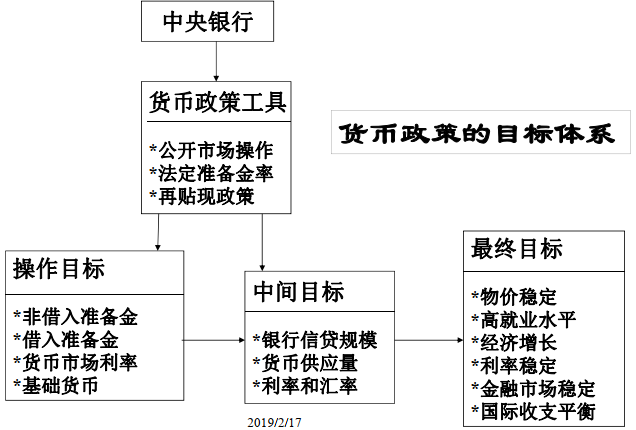 中央银行
货币政策工具
*公开市场操作
*法定准备金率
*再贴现政策
货币政策的目标体系
操作目标
*非借入准备金
*借入准备金
*货币市场利率
*基础货币
中间目标
*银行信贷规模
*货币供应量
*利率和汇率
最终目标
*物价稳定
*高就业水平
*经济增长
*利率稳定
*金融市场稳定
*国际收支平衡
2019/2/17